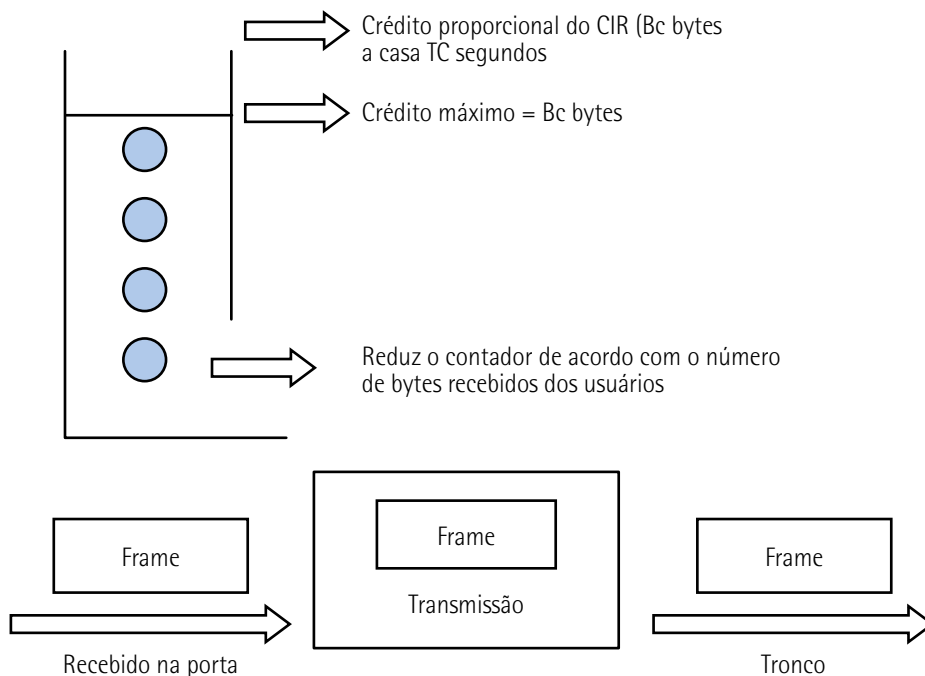 Crédito proporcional do CIR (Bc bytes
a casa TC segundos
Crédito máximo = Bc bytes
Reduz o contador de acordo com o número
de bytes recebidos dos usuários
Frame
Frame
Frame
Transmissão
Recebido na porta
Tronco